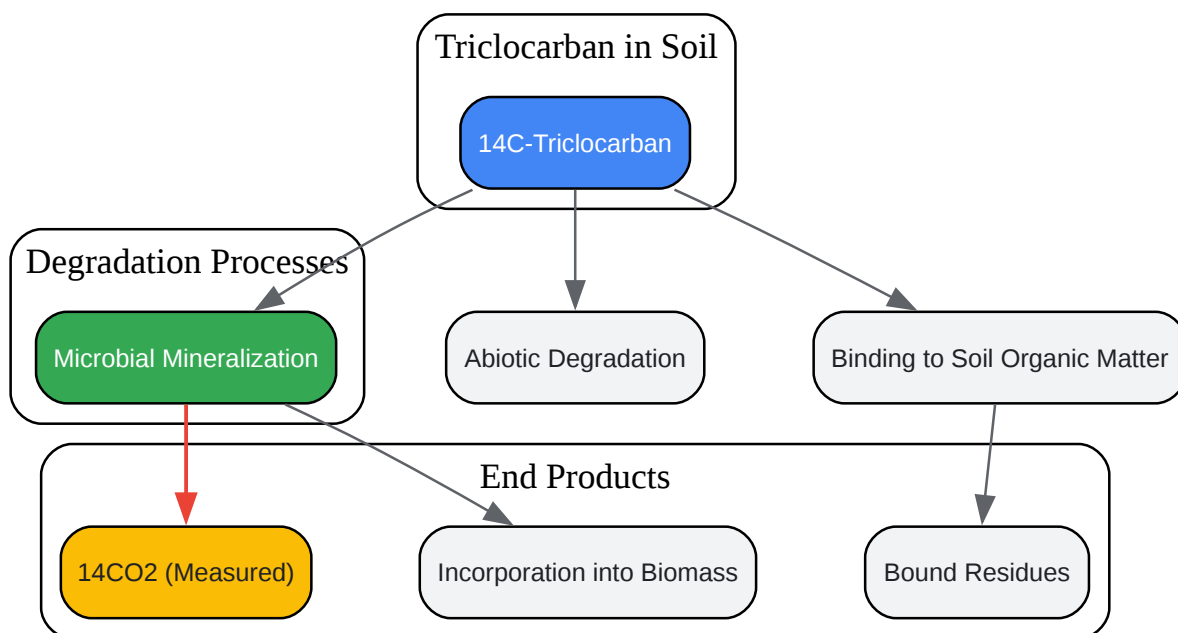 Triclocarban in Soil
14C-Triclocarban
Degradation Processes
Microbial Mineralization
Abiotic Degradation
Binding to Soil Organic Matter
End Products
14CO2 (Measured)
Incorporation into Biomass
Bound Residues